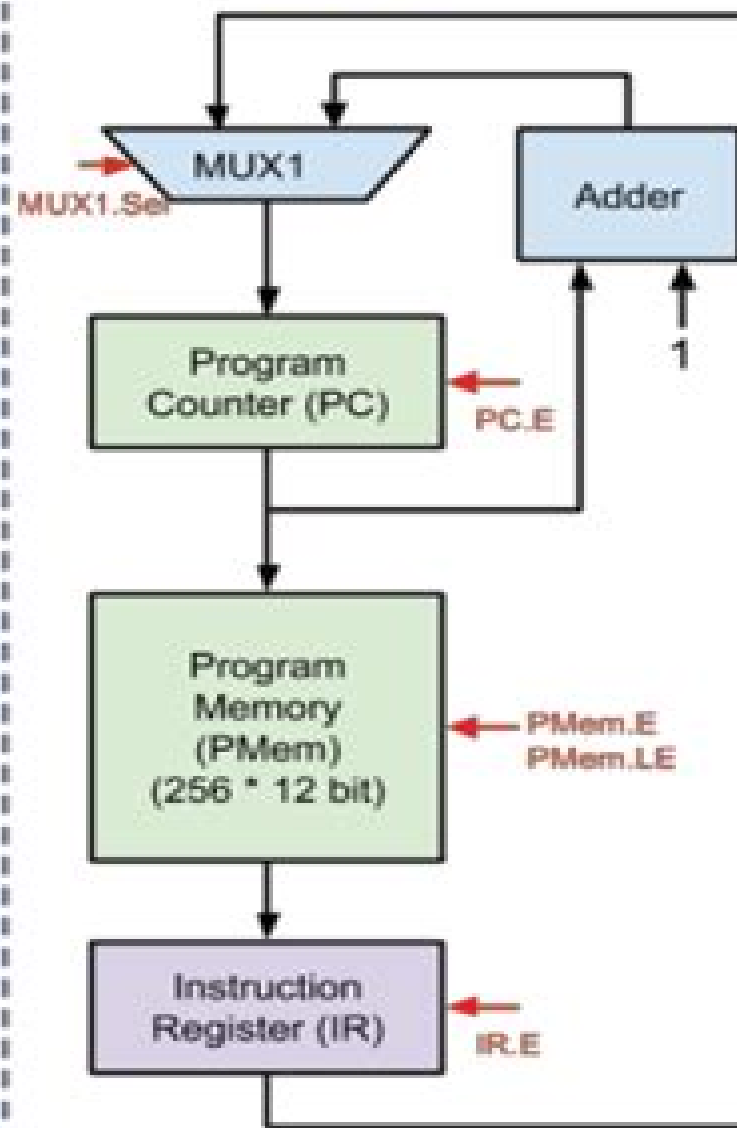 MUX1
MUX1.Sel
Adder
1
Program
Counter (PC)
PC.E
Program
Memory
(PMem)
(256 * 12 bit)
PMem.E
PMem.LE
Instruction
Register (IR)
IR.E